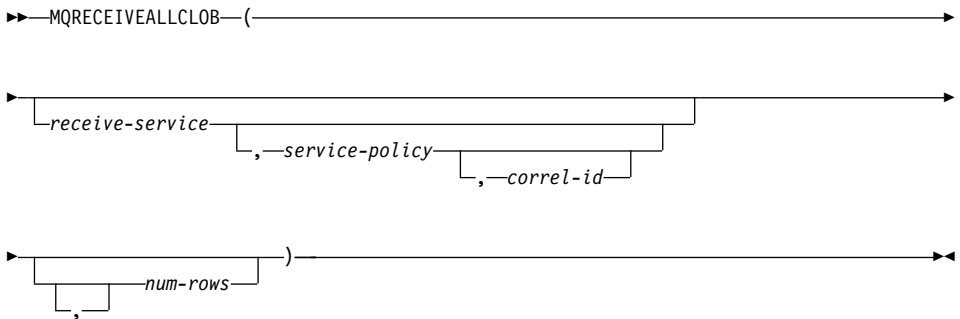 MQRECEIVEALLCLOB (
receive-service
, service-policy
, correl-id
)
num-rows
,